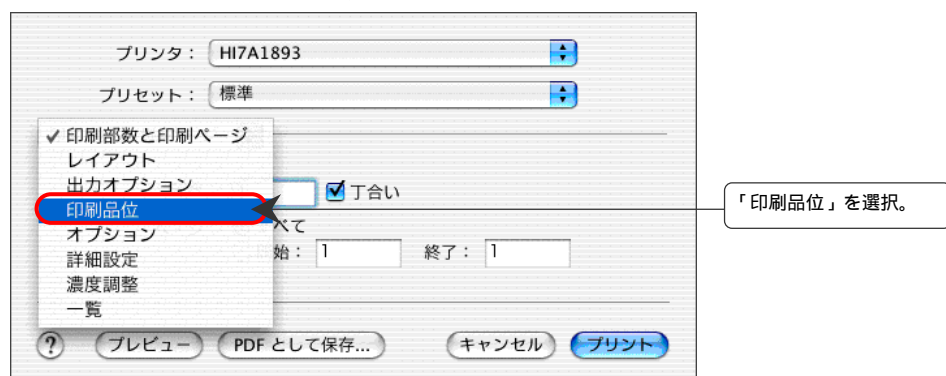 プリンタ： HI7A1893
プリセット： 標準
✓ 印刷部数と印刷ページ
レイアウト
出力オプション
印刷品位
オプション
詳細設定
濃度調整
一覧
丁合い
べて
始： 1 終了： 1
? プレビュー PDF として保存... キャンセル プリント
「印刷品位」を選択。